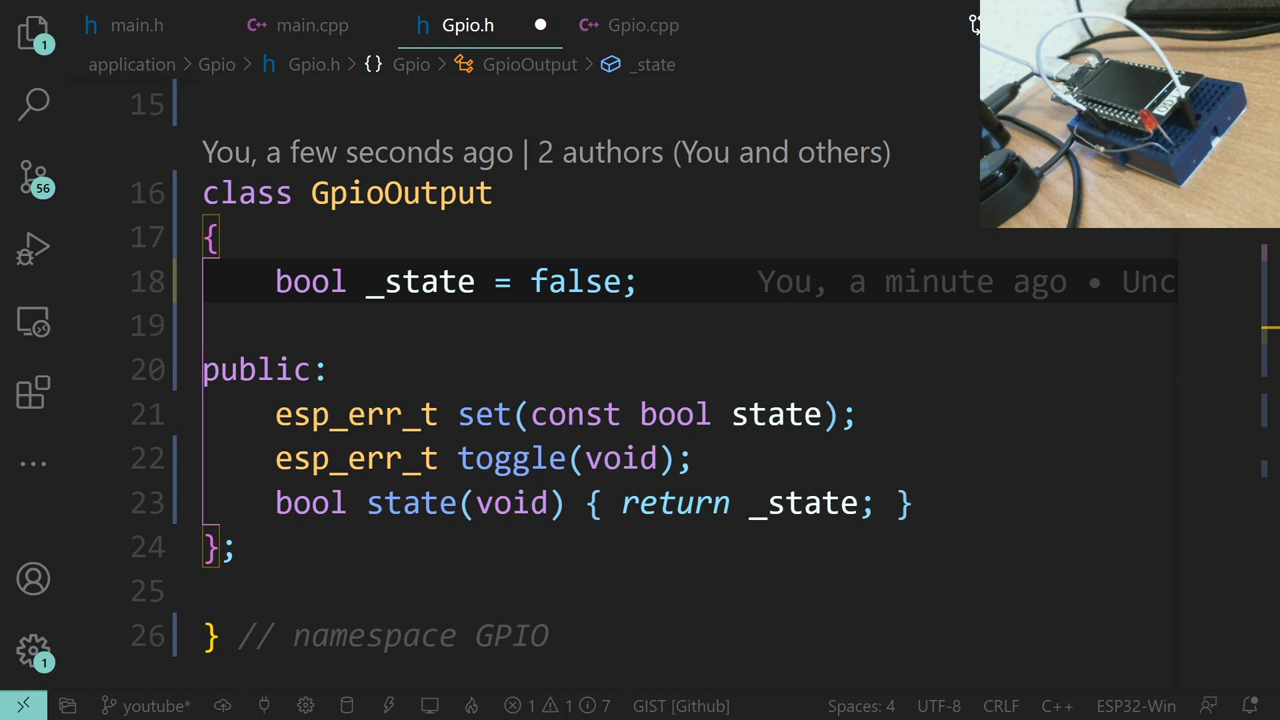 main.h main.cpp Gpio.h Gpio.cpp
application Gpio Gpio.h {} Gpio GpioOutput _state
15
You, a few seconds ago | 2 authors (You and others)
16 class GpioOutput
17 {
18 bool _state = false; You, a minute ago • Unc
19
20 public:
21 esp_err_t set(const bool state);
22 esp_err_t toggle(void);
23 bool state(void) { return _state; }
24 };
25
26 } // namespace GPIO
1
56
1
youtube* 1 1 7 GIST [Github] Spaces: 4 UTF-8 CRLF C++ ESP32-Win